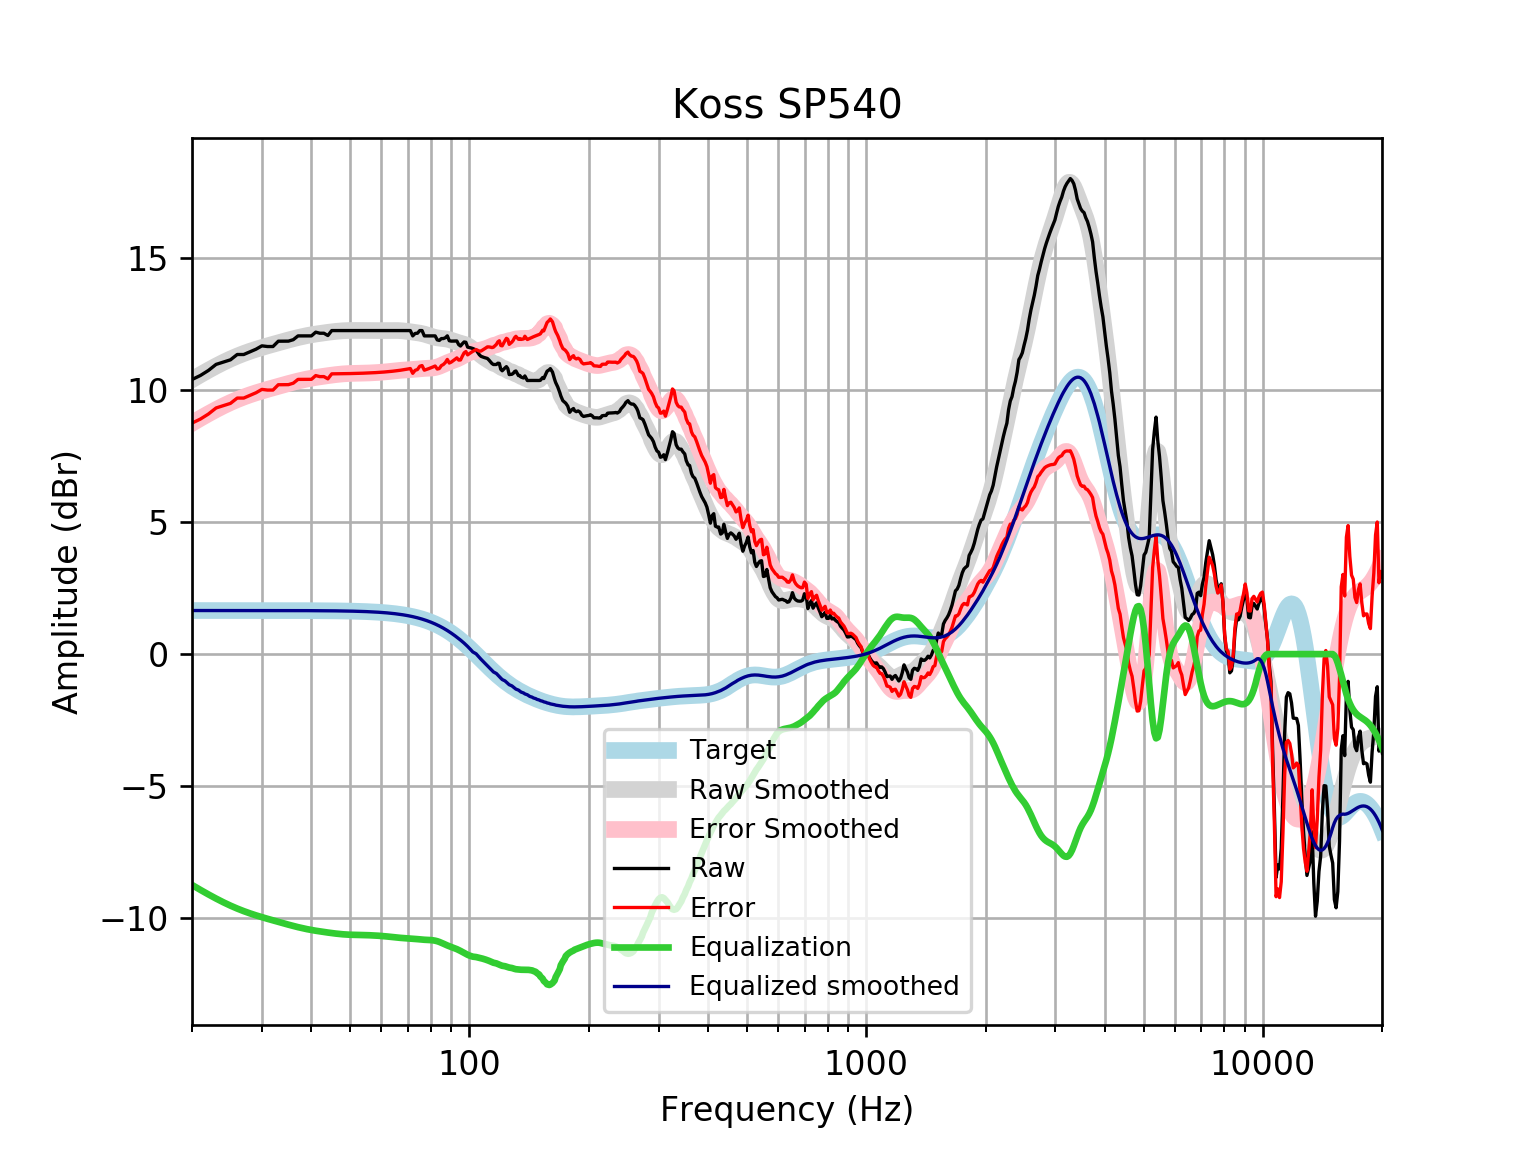 Koss SP540
Amplitude (dBr)
15
10
5
0
−5
−10
Target
Raw Smoothed
Error Smoothed
Raw
Error
Equalization
Equalized smoothed
100
1000
10000
Frequency (Hz)